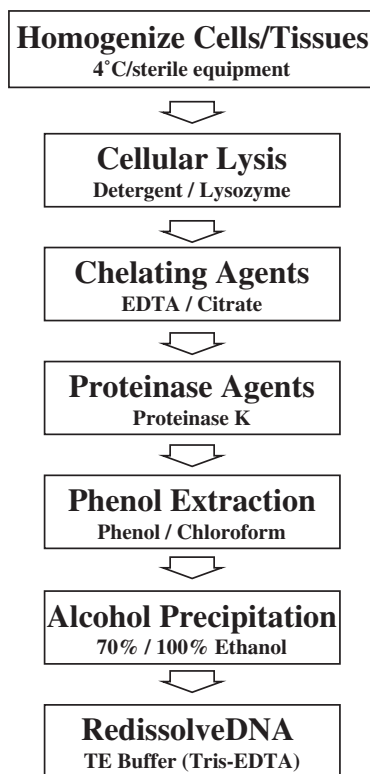 Homogenize Cells/Tissues
4˚C/sterile equipment
Cellular Lysis
Detergent / Lysozyme
Chelating Agents
EDTA / Citrate
Proteinase Agents
Proteinase K
Phenol Extraction
Phenol / Chloroform
Alcohol Precipitation
70% / 100% Ethanol
RedissolveDNA
TE Buffer (Tris-EDTA)